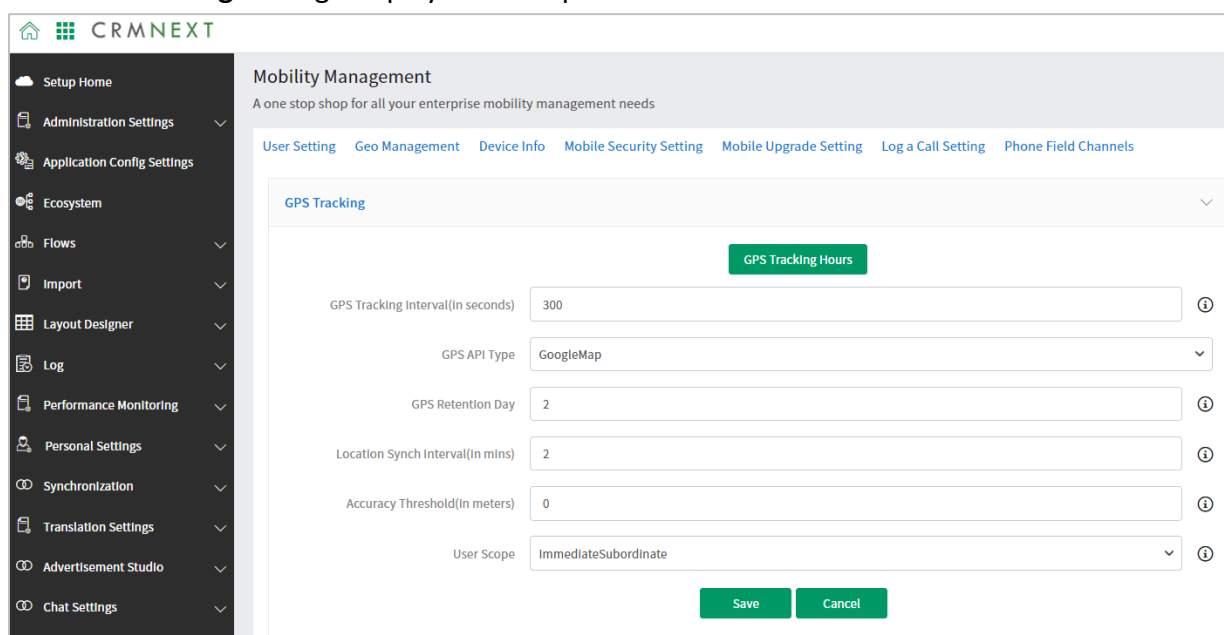 CRMNEXT
Setup Home
Administration Settings
Application Config Settings
Ecosystem
Flows
Import
Layout Designer
Log
Performance Monitoring
Personal Settings
Synchronization
Translation Settings
Advertisement Studio
Chat Settings
Mobility Management
A one stop shop for all your enterprise mobility management needs
User Setting Geo Management Device Info Mobile Security Setting Mobile Upgrade Setting Log a Call Setting Phone Field Channels
GPS Tracking
GPS Tracking Hours
GPS Tracking Interval(In seconds) 300
GPS API Type GoogleMap
GPS Retention Day 2
Location Synch Interval(In mins) 2
Accuracy Threshold(In meters) 0
User Scope ImmediateSubordinate
Save Cancel